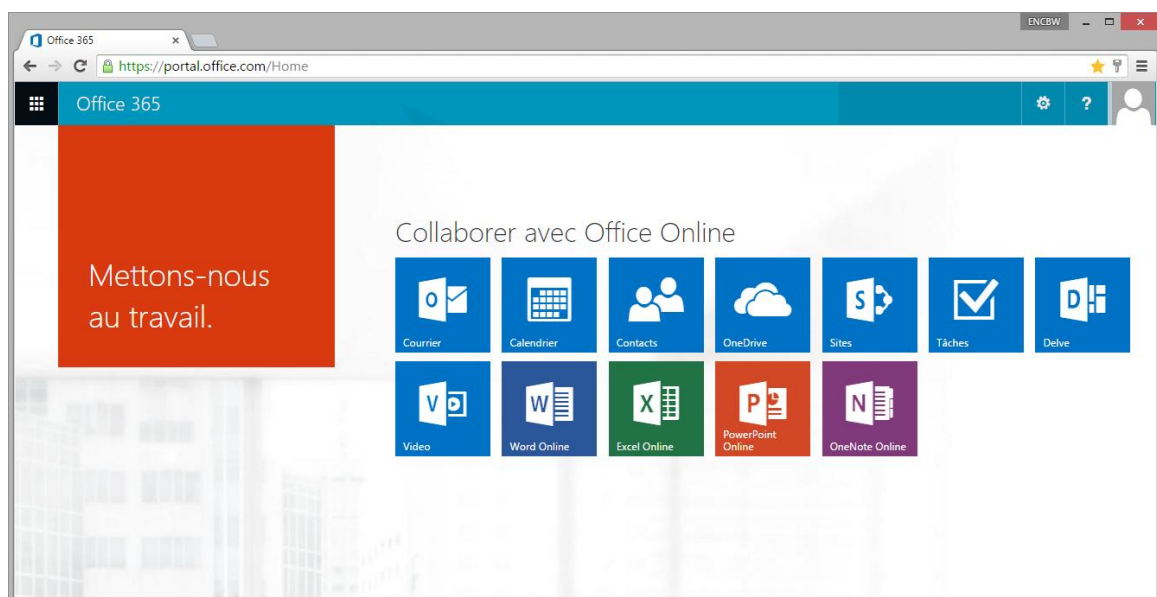 ENCBW
Office 365
https://portal.office.com/Home
Office 365
?
Mettons-nous
au travail.
Collaborer avec Office Online
Courrier
Calendrier
Contacts
OneDrive
Sites
Tâches
Delve
Video
Word Online
Excel Online
PowerPoint
Online
OneNote Online